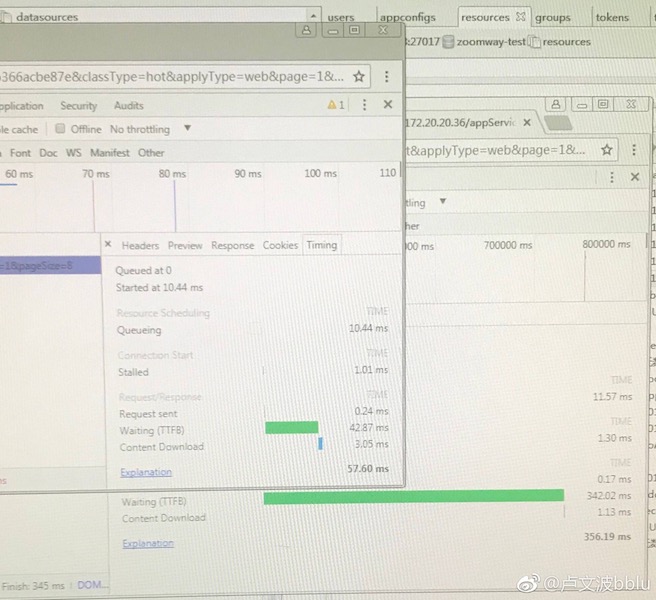 datasources
users appconfigs resources groups tokens
:27017 zoomway-test resources
366acbe87e&classType=hot&applyType=web&page=1&...
plication Security Audits 1
le cache Offline No throttling
Font Doc WS Manifest Other
60 ms 70 ms 80 ms 90 ms 100 ms 110
=1&pageSize=8
Headers Preview Response Cookies Timing
Queued at 0
Started at 10.44 ms
Resource Scheduling TIME
Queueing 10.44 ms
Connection Start TIME
Stalled 1.01 ms
Request/Response TIME
Request sent 0.24 ms
Waiting (TTFB) 42.87 ms
Content Download 3.05 ms
Explanation 57.60 ms
172.20.20.36/appServic
t&applyType=web&page=1&...
tling
her
00 ms 700000 ms 800000 ms
TIME
11.57 ms
TIME
1.30 ms
TIME
0.17 ms
Waiting (TTFB) 342.02 ms
Content Download 1.13 ms
Explanation 356.19 ms
Finish: 345 ms DOM...
@卢文波bblu